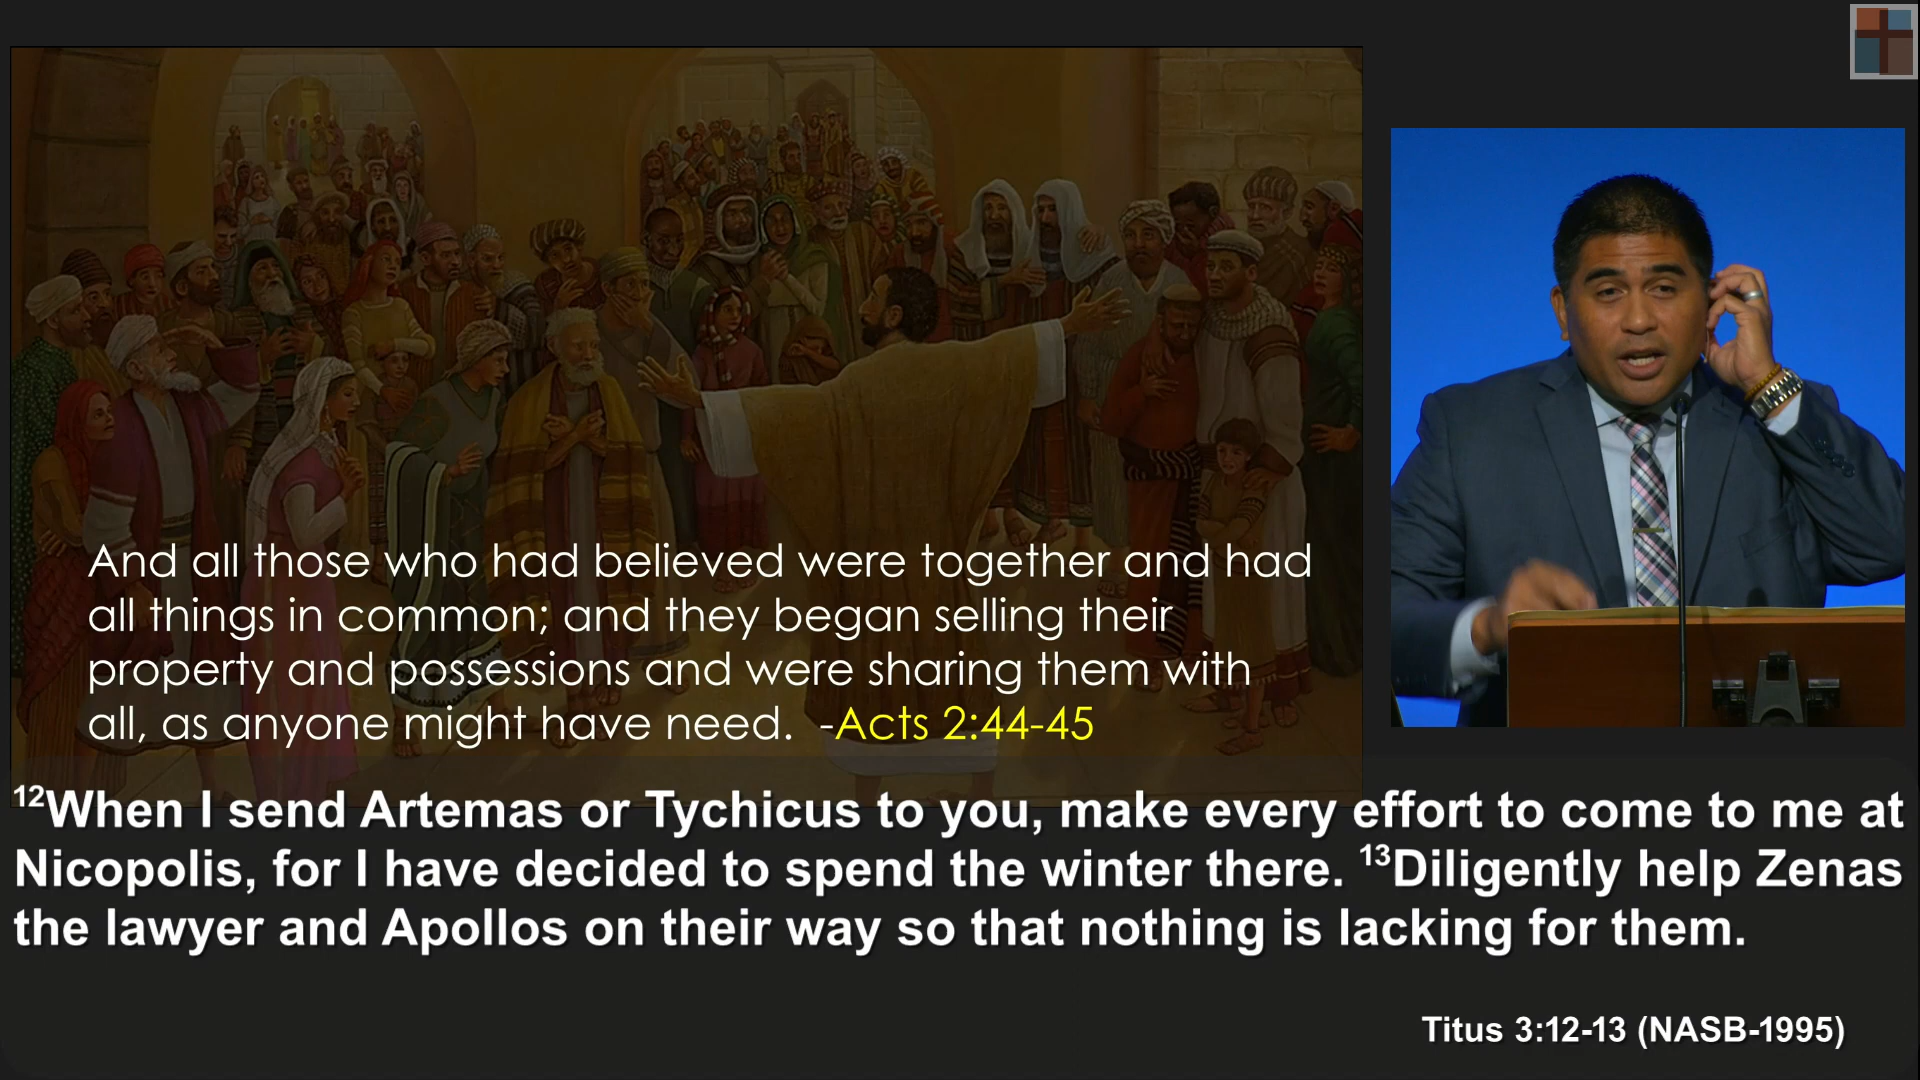 And all those who had believed were together and had
all things in common; and they began selling their
property and possessions and were sharing them with
all, as anyone might have need.  -Acts 2:44-45
12When I send Artemas or Tychicus to you, make every effort to come to me at
Nicopolis, for I have decided to spend the winter there. 13Diligently help Zenas
the lawyer and Apollos on their way so that nothing is lacking for them.
Titus 3:12-13 (NASB-1995)